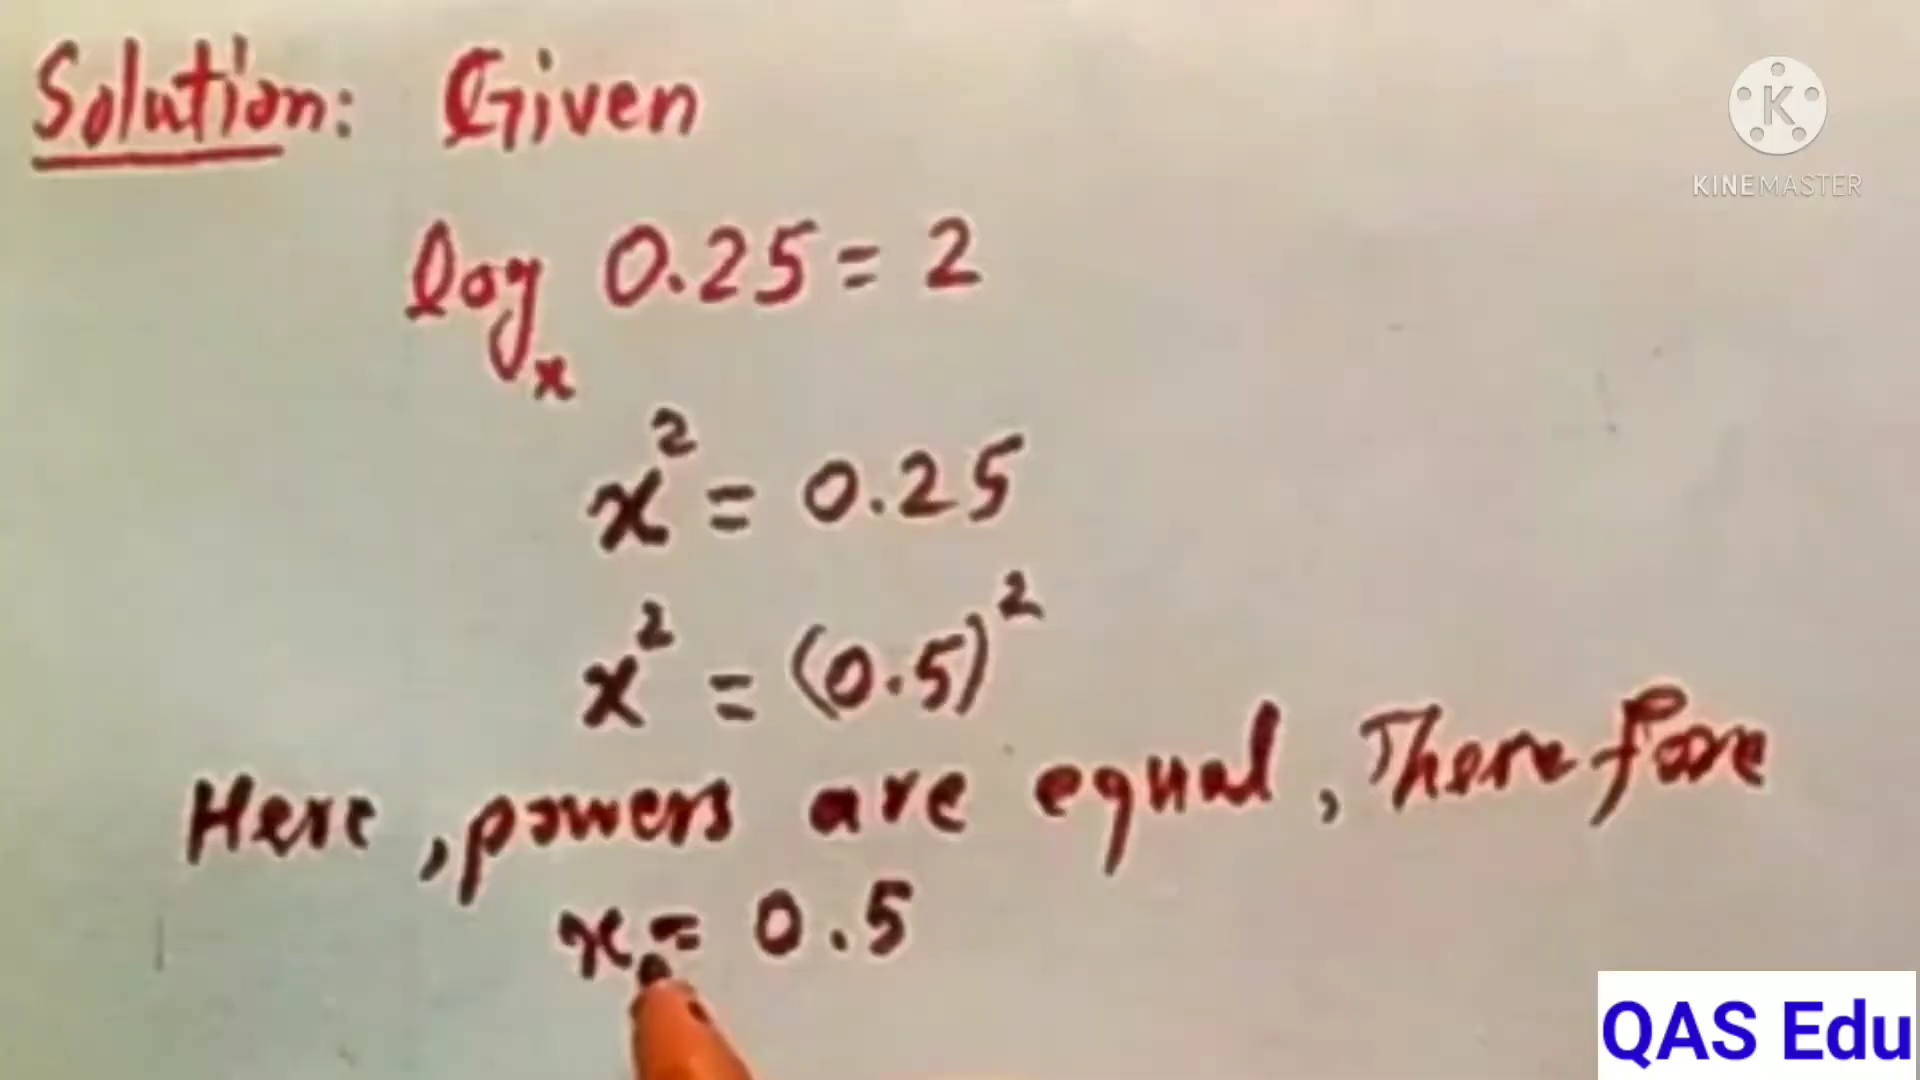 Solution: Given
KINEMASTER
logₓ 0.25 = 2
x² = 0.25
x² = (0.5)²
Here, powers are equal, Therefore
x = 0.5
QAS Edu